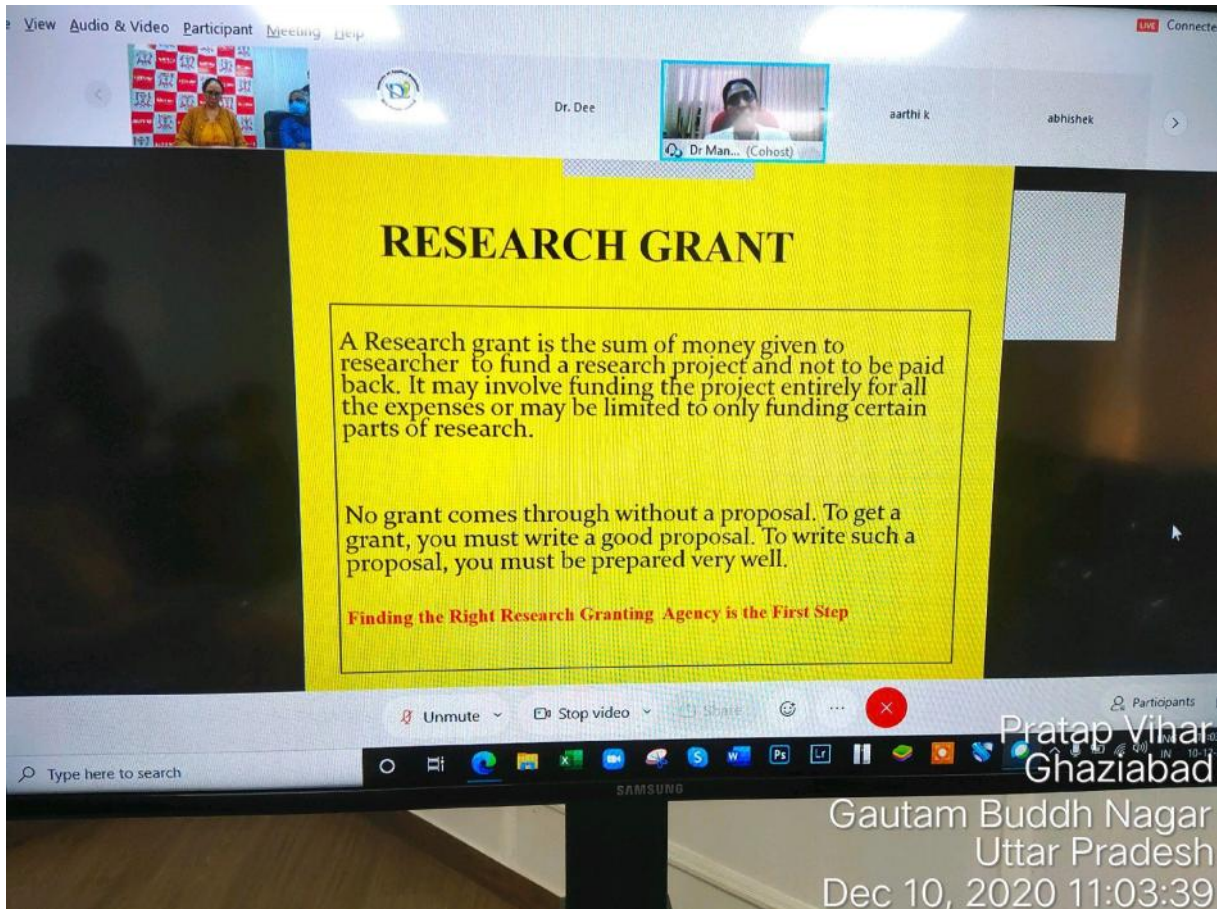 View Audio & Video Participant Meeting Help
LIVE Connecte
Dr. Dee
Dr Man... (Cohost)
aarthi k
abhishek
RESEARCH GRANT
A Research grant is the sum of money given to
researcher to fund a research project and not to be paid
back. It may involve funding the project entirely for all
the expenses or may be limited to only funding certain
parts of research.
No grant comes through without a proposal. To get a
grant, you must write a good proposal. To write such a
proposal, you must be prepared very well.
Finding the Right Research Granting Agency is the First Step
Unmute
Stop video
Share
Participants
Type here to search
SAMSUNG
Pratap Vihar
Ghaziabad
Gautam Buddh Nagar
Uttar Pradesh
Dec 10, 2020 11:03:39